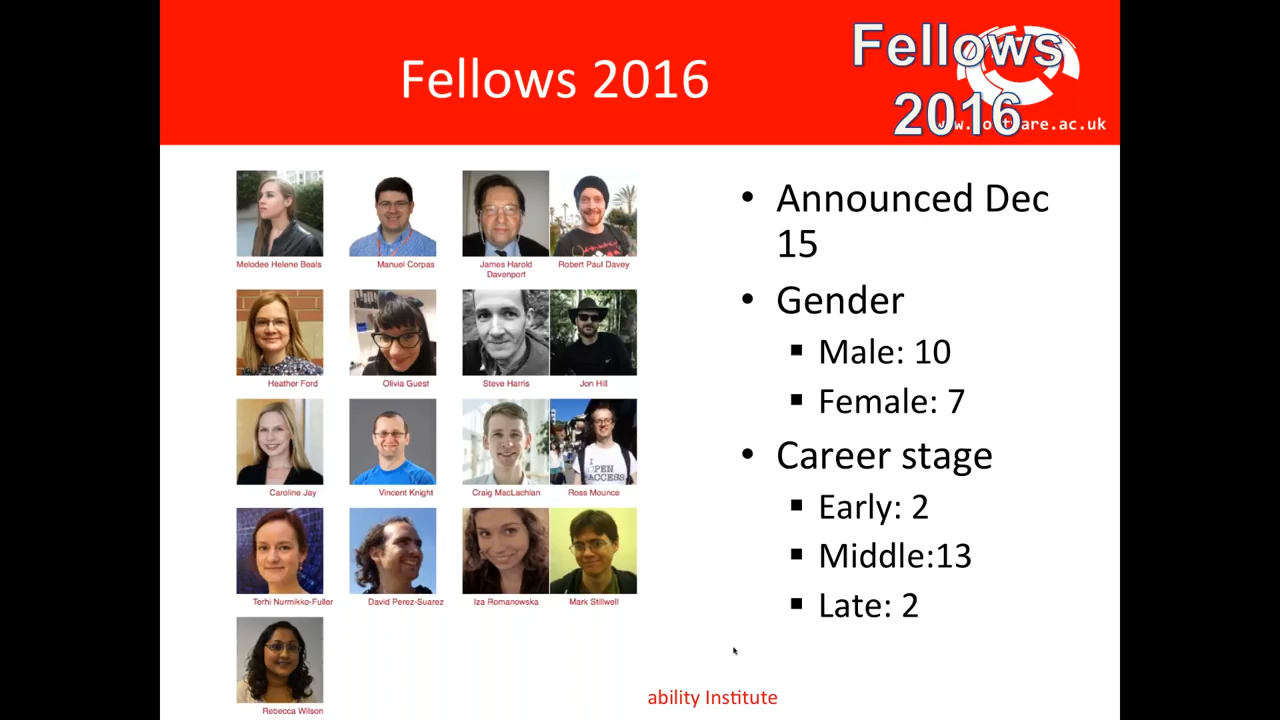 Fellows 2016
Fellows
2016
www.software.ac.uk
Melodee Helene Beals
Manuel Corpas
James Harold
Davenport
Robert Paul Davey
Heather Ford
Olivia Guest
Steve Harris
Jon Hill
Caroline Jay
Vincent Knight
Craig MacLachlan
I
OPEN
ACCESS
Ross Mounce
Terhi Nurmikko-Fuller
David Perez-Suarez
Iza Romanowska
Mark Stillwell
Rebecca Wilson
• Announced Dec
15
• Gender
▪ Male: 10
▪ Female: 7
• Career stage
▪ Early: 2
▪ Middle:13
▪ Late: 2
ability Institute